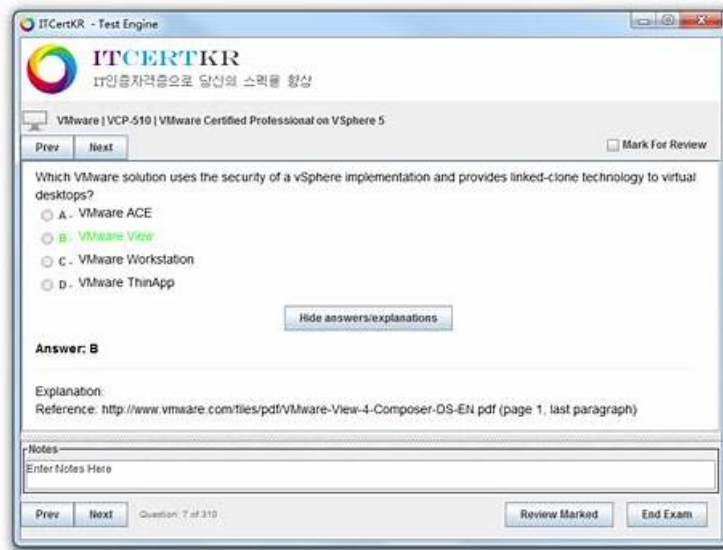 ITCertKR - Test Engine
ITCERTKR
IT인증자격증으로 당신의 스펙을 향상
VMware | VCP-510 | VMware Certified Professional on VSphere 5
Prev Next Mark For Review
Which VMware solution uses the security of a vSphere implementation and provides linked-clone technology to virtual
desktops?
A. VMware ACE
B. VMware View
C. VMware Workstation
D. VMware ThinApp
Hide answers/explanations
Answer: B
Explanation:
Reference: http://www.vmware.com/files/pdf/VMware-View-4-Composer-DS-EN.pdf (page 1, last paragraph)
Notes
Enter Notes Here
Prev Next Question: 7 of 310 Review Marked End Exam